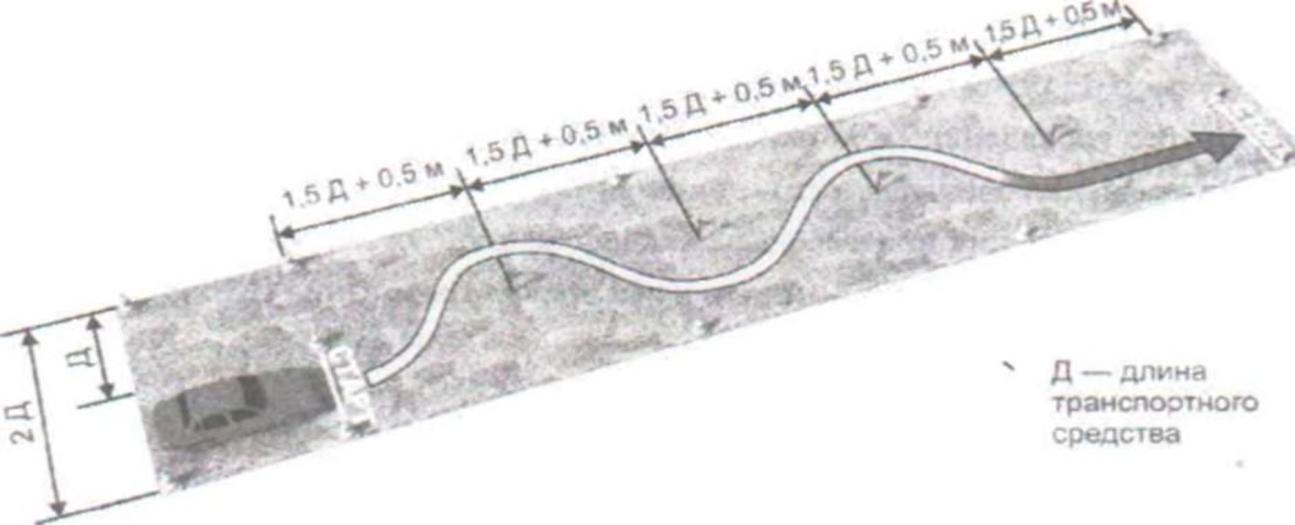 1,5 Д + 0,5 м
1,5 Д + 0,5 м
1,5 Д + 0,5 м
1,5 Д + 0,5 м
1,5 Д + 0,5 м
Д
2 Д
СТАРТ
Д — длина
транспортного
средства